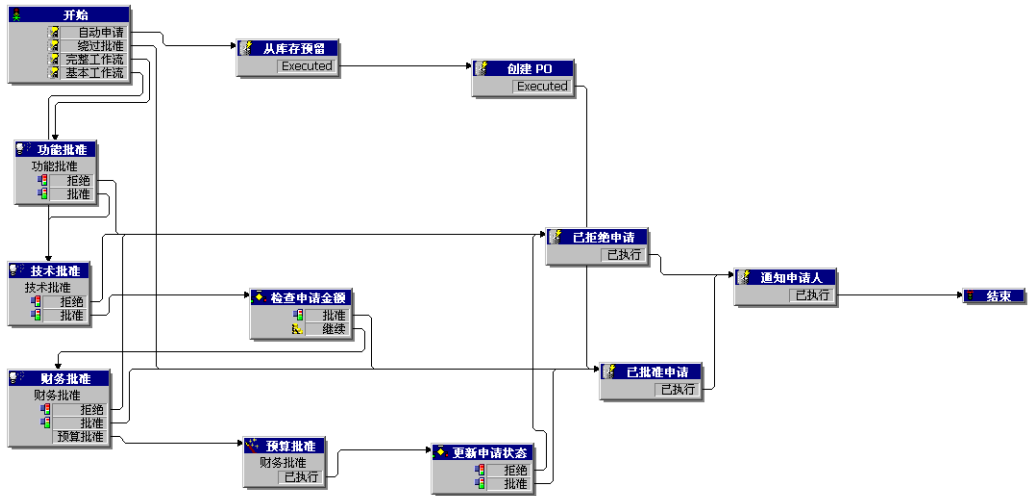 开始
自动申请
绕过批准
完整工作流
基本工作流
从库存预留
Executed
创建 PO
Executed
功能批准
功能批准
拒绝
批准
已拒绝申请
已执行
技术批准
技术批准
拒绝
批准
检查申请金额
批准
继续
通知申请人
已执行
结束
财务批准
财务批准
拒绝
批准
预算批准
已批准申请
已执行
预算批准
财务批准
已执行
更新申请状态
拒绝
批准